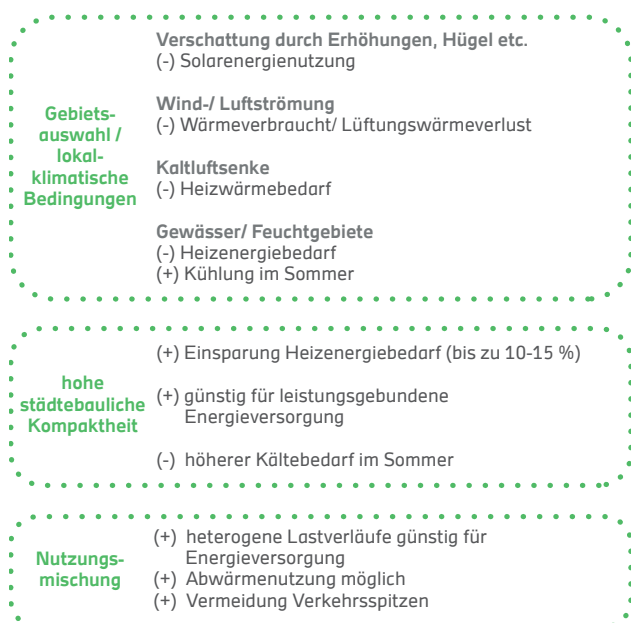 Gebiets-
auswahl /
lokal-
klimatische
Bedingungen
Verschattung durch Erhöhungen, Hügel etc.
(-) Solarenergienutzung
Wind-/ Luftströmung
(-) Wärmeverbraucht/ Lüftungswärmeverlust
Kaltluftsenke
(-) Heizwärmebedarf
Gewässer/ Feuchtgebiete
(-) Heizenergiebedarf
(+) Kühlung im Sommer
hohe
städtebauliche
Kompaktheit
(+) Einsparung Heizenergiebedarf (bis zu 10-15 %)
(+) günstig für leistungsgebundene
Energieversorgung
(-) höherer Kältebedarf im Sommer
Nutzungs-
mischung
(+) heterogene Lastverläufe günstig für
Energieversorgung
(+) Abwärmenutzung möglich
(+) Vermeidung Verkehrsspitzen